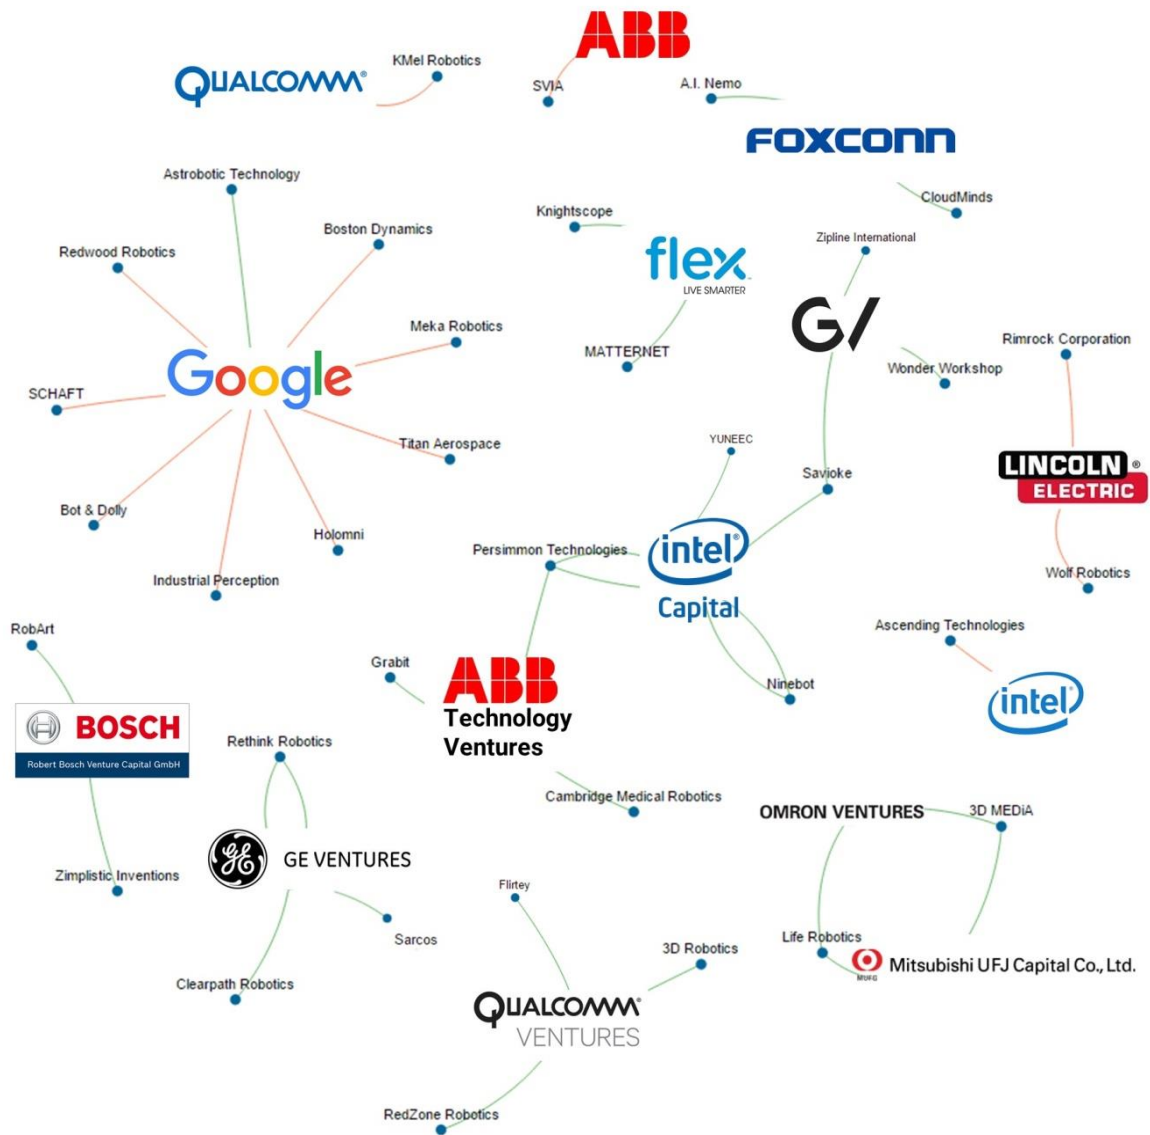 ABB
KMel Robotics
QUALCOMM®
SVIA
A.I. Nemo
FOXCONN
Astrobotic Technology
CloudMinds
Knightscope
Boston Dynamics
Zipline International
Redwood Robotics
flex
LIVE SMARTER
GV
Meka Robotics
Rimrock Corporation
MATTERNET
Wonder Workshop
Google
SCHAFT
Titan Aerospace
YUNEEC
LINCOLN ®
ELECTRIC
Savioke
Bot & Dolly
Holomni
Persimmon Technologies
intel®
Capital
Industrial Perception
Wolf Robotics
RobArt
Ascending Technologies
Grabit
ABB
Technology
Ventures
Ninebot
intel®
BOSCH
Robert Bosch Venture Capital GmbH
Rethink Robotics
Cambridge Medical Robotics
OMRON VENTURES
3D MEDiA
GE
GE VENTURES
Zimplistic Inventions
Flirtey
Sarcos
3D Robotics
Life Robotics
MUFG
Mitsubishi UFJ Capital Co., Ltd.
Clearpath Robotics
QUALCOMM®
VENTURES
RedZone Robotics